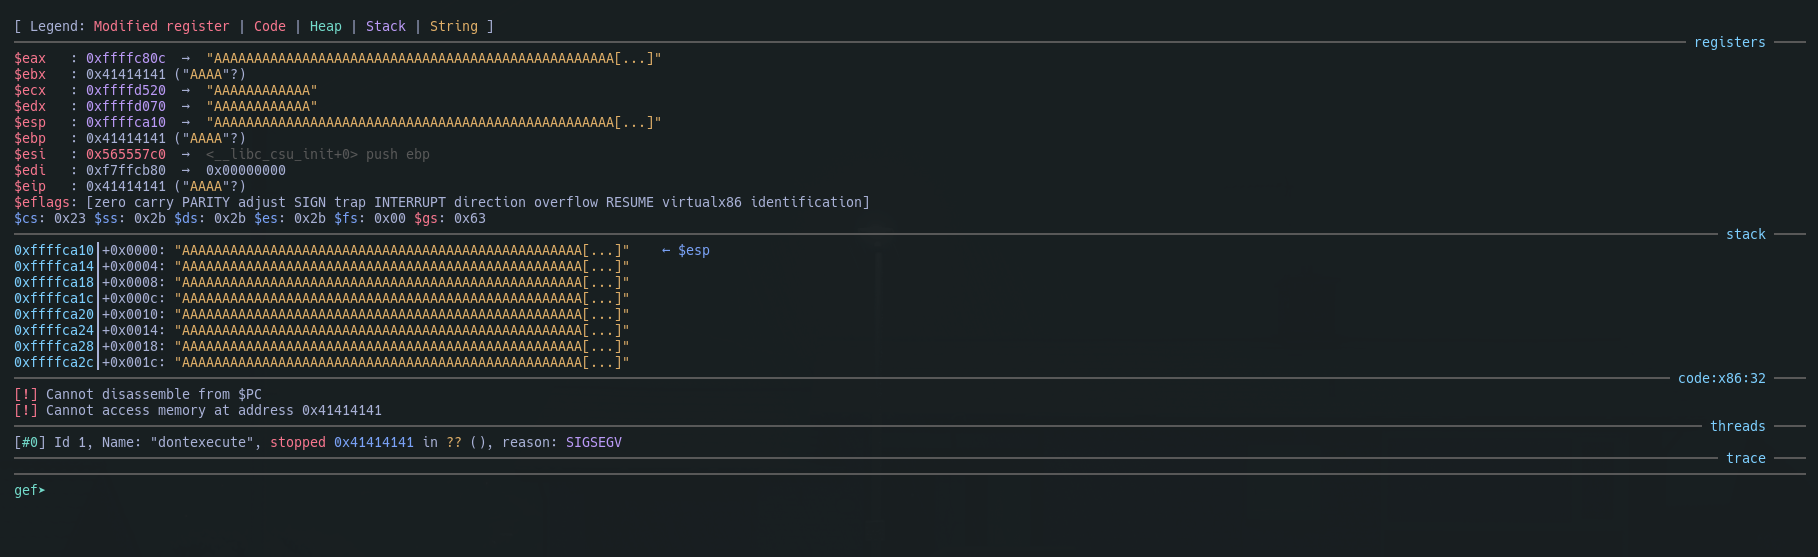 [ Legend: Modified register | Code | Heap | Stack | String ]
registers
$eax   : 0xffffc80c  →  "AAAAAAAAAAAAAAAAAAAAAAAAAAAAAAAAAAAAAAAAAAAAAAAAAA[...]"
$ebx   : 0x41414141 ("AAAA"?)
$ecx   : 0xffffd520  →  "AAAAAAAAAAAA"
$edx   : 0xffffd070  →  "AAAAAAAAAAAA"
$esp   : 0xffffca10  →  "AAAAAAAAAAAAAAAAAAAAAAAAAAAAAAAAAAAAAAAAAAAAAAAAAA[...]"
$ebp   : 0x41414141 ("AAAA"?)
$esi   : 0x565557c0  →  <__libc_csu_init+0> push ebp
$edi   : 0xf7ffcb80  →  0x00000000
$eip   : 0x41414141 ("AAAA"?)
$eflags: [zero carry PARITY adjust SIGN trap INTERRUPT direction overflow RESUME virtualx86 identification]
$cs: 0x23 $ss: 0x2b $ds: 0x2b $es: 0x2b $fs: 0x00 $gs: 0x63
stack
0xffffca10│+0x0000: "AAAAAAAAAAAAAAAAAAAAAAAAAAAAAAAAAAAAAAAAAAAAAAAAAA[...]"    ← $esp
0xffffca14│+0x0004: "AAAAAAAAAAAAAAAAAAAAAAAAAAAAAAAAAAAAAAAAAAAAAAAAAA[...]"
0xffffca18│+0x0008: "AAAAAAAAAAAAAAAAAAAAAAAAAAAAAAAAAAAAAAAAAAAAAAAAAA[...]"
0xffffca1c│+0x000c: "AAAAAAAAAAAAAAAAAAAAAAAAAAAAAAAAAAAAAAAAAAAAAAAAAA[...]"
0xffffca20│+0x0010: "AAAAAAAAAAAAAAAAAAAAAAAAAAAAAAAAAAAAAAAAAAAAAAAAAA[...]"
0xffffca24│+0x0014: "AAAAAAAAAAAAAAAAAAAAAAAAAAAAAAAAAAAAAAAAAAAAAAAAAA[...]"
0xffffca28│+0x0018: "AAAAAAAAAAAAAAAAAAAAAAAAAAAAAAAAAAAAAAAAAAAAAAAAAA[...]"
0xffffca2c│+0x001c: "AAAAAAAAAAAAAAAAAAAAAAAAAAAAAAAAAAAAAAAAAAAAAAAAAA[...]"
code:x86:32
[!] Cannot disassemble from $PC
[!] Cannot access memory at address 0x41414141
threads
[#0] Id 1, Name: "dontexecute", stopped 0x41414141 in ?? (), reason: SIGSEGV
trace
gef➤